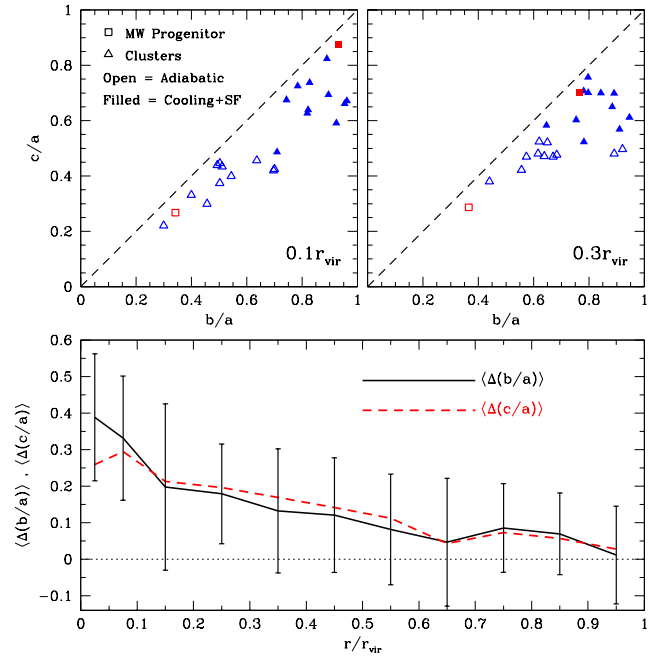 1
0.8
0.6
0.4
0.2
0
c/a
□ MW Progenitor
△ Clusters
Open = Adiabatic
Filled = Cooling+SF
0.1r_vir
0.3r_vir
0 0.2 0.4 0.6 0.8 1
0.2 0.4 0.6 0.8 1
b/a
b/a
0.6
0.5
0.4
0.3
0.2
0.1
0
−0.1
⟨Δ(b/a)⟩ , ⟨Δ(c/a)⟩
⟨Δ(b/a)⟩
⟨Δ(c/a)⟩
0 0.1 0.2 0.3 0.4 0.5 0.6 0.7 0.8 0.9 1
r/r_vir